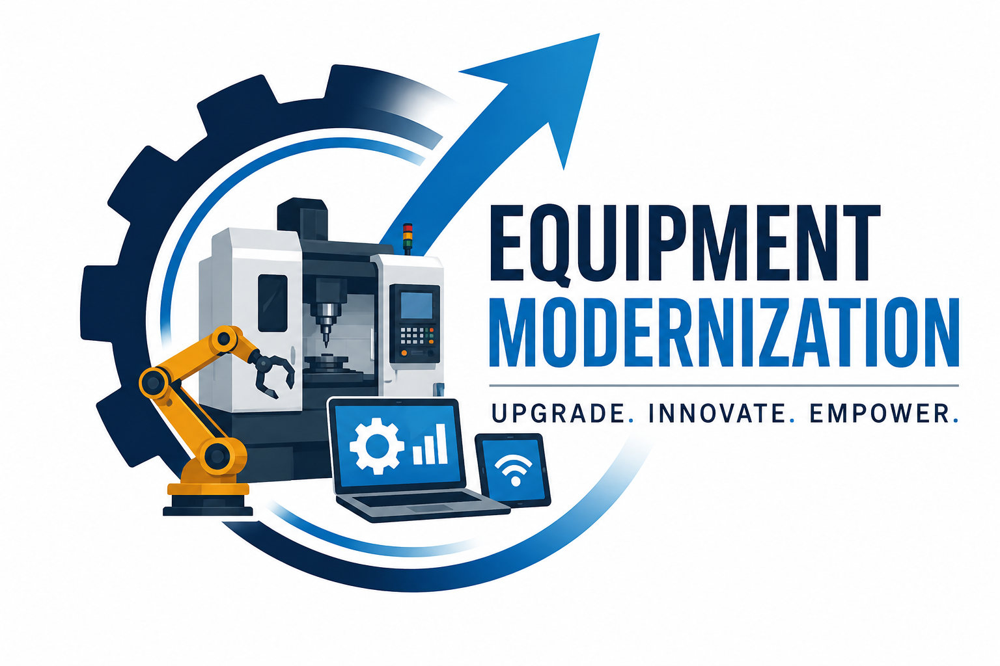 EQUIPMENT
MODERNIZATION
UPGRADE. INNOVATE. EMPOWER.